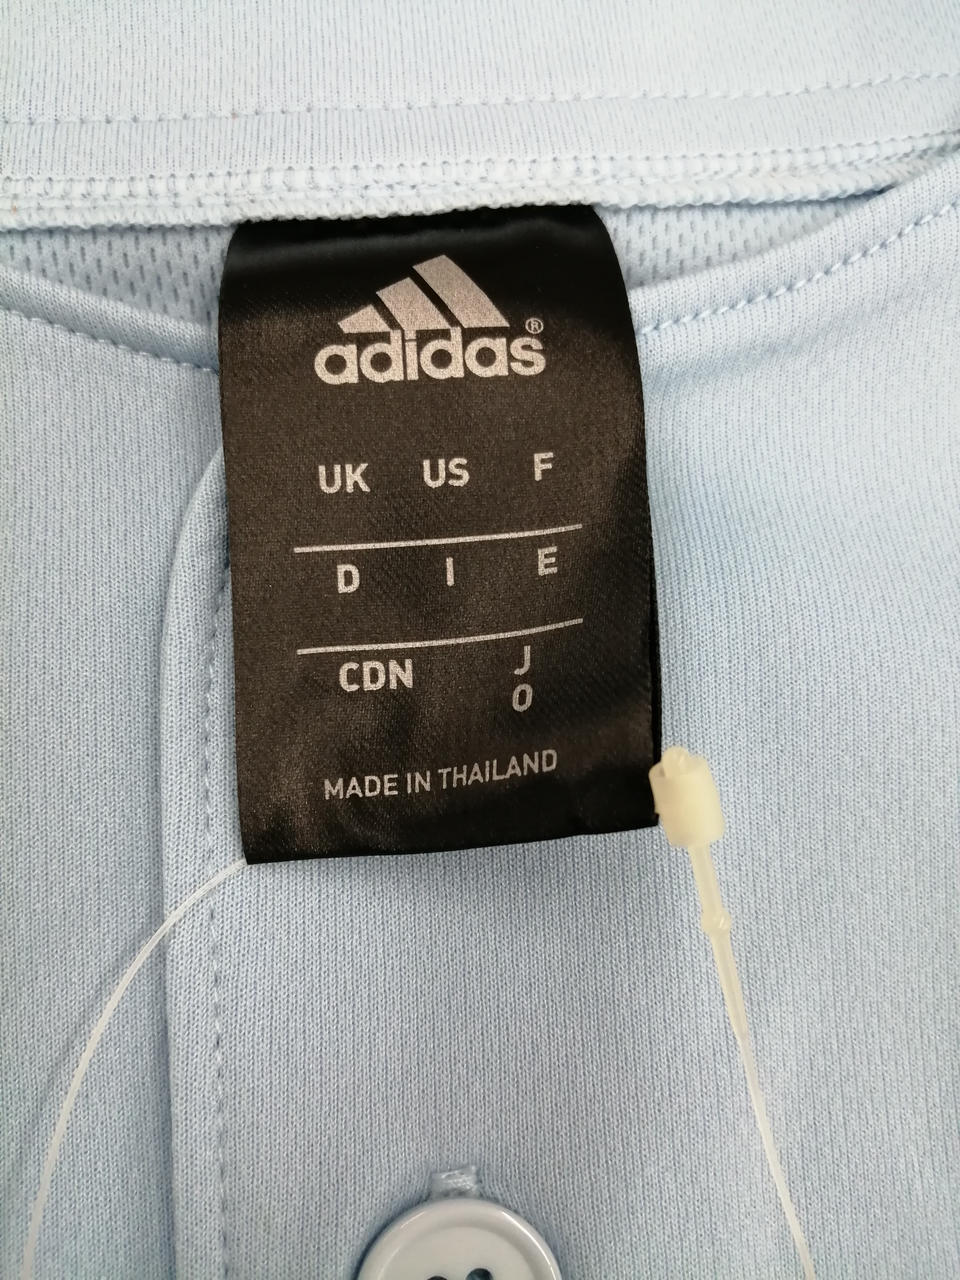 adidas®
UK US F
D I E
CDN J
O
MADE IN THAILAND